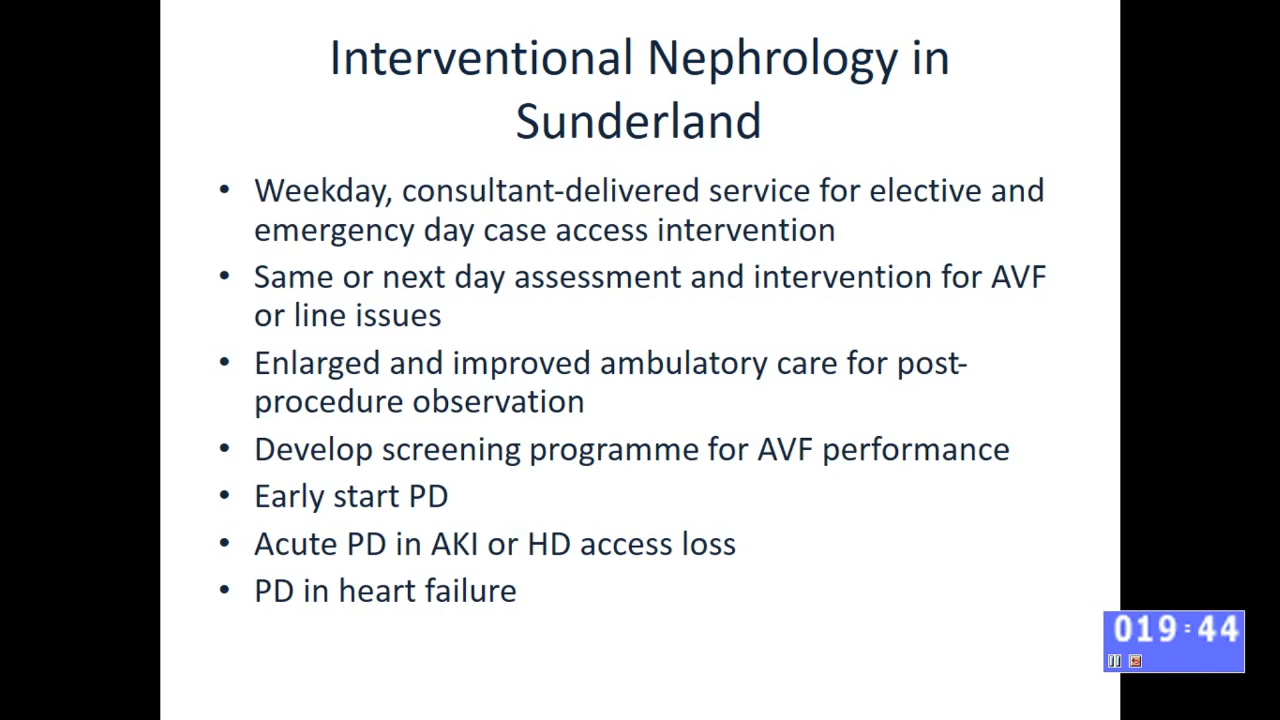 Interventional Nephrology in
Sunderland
• Weekday, consultant-delivered service for elective and
emergency day case access intervention
• Same or next day assessment and intervention for AVF
or line issues
• Enlarged and improved ambulatory care for post-
procedure observation
• Develop screening programme for AVF performance
• Early start PD
• Acute PD in AKI or HD access loss
• PD in heart failure
019:44